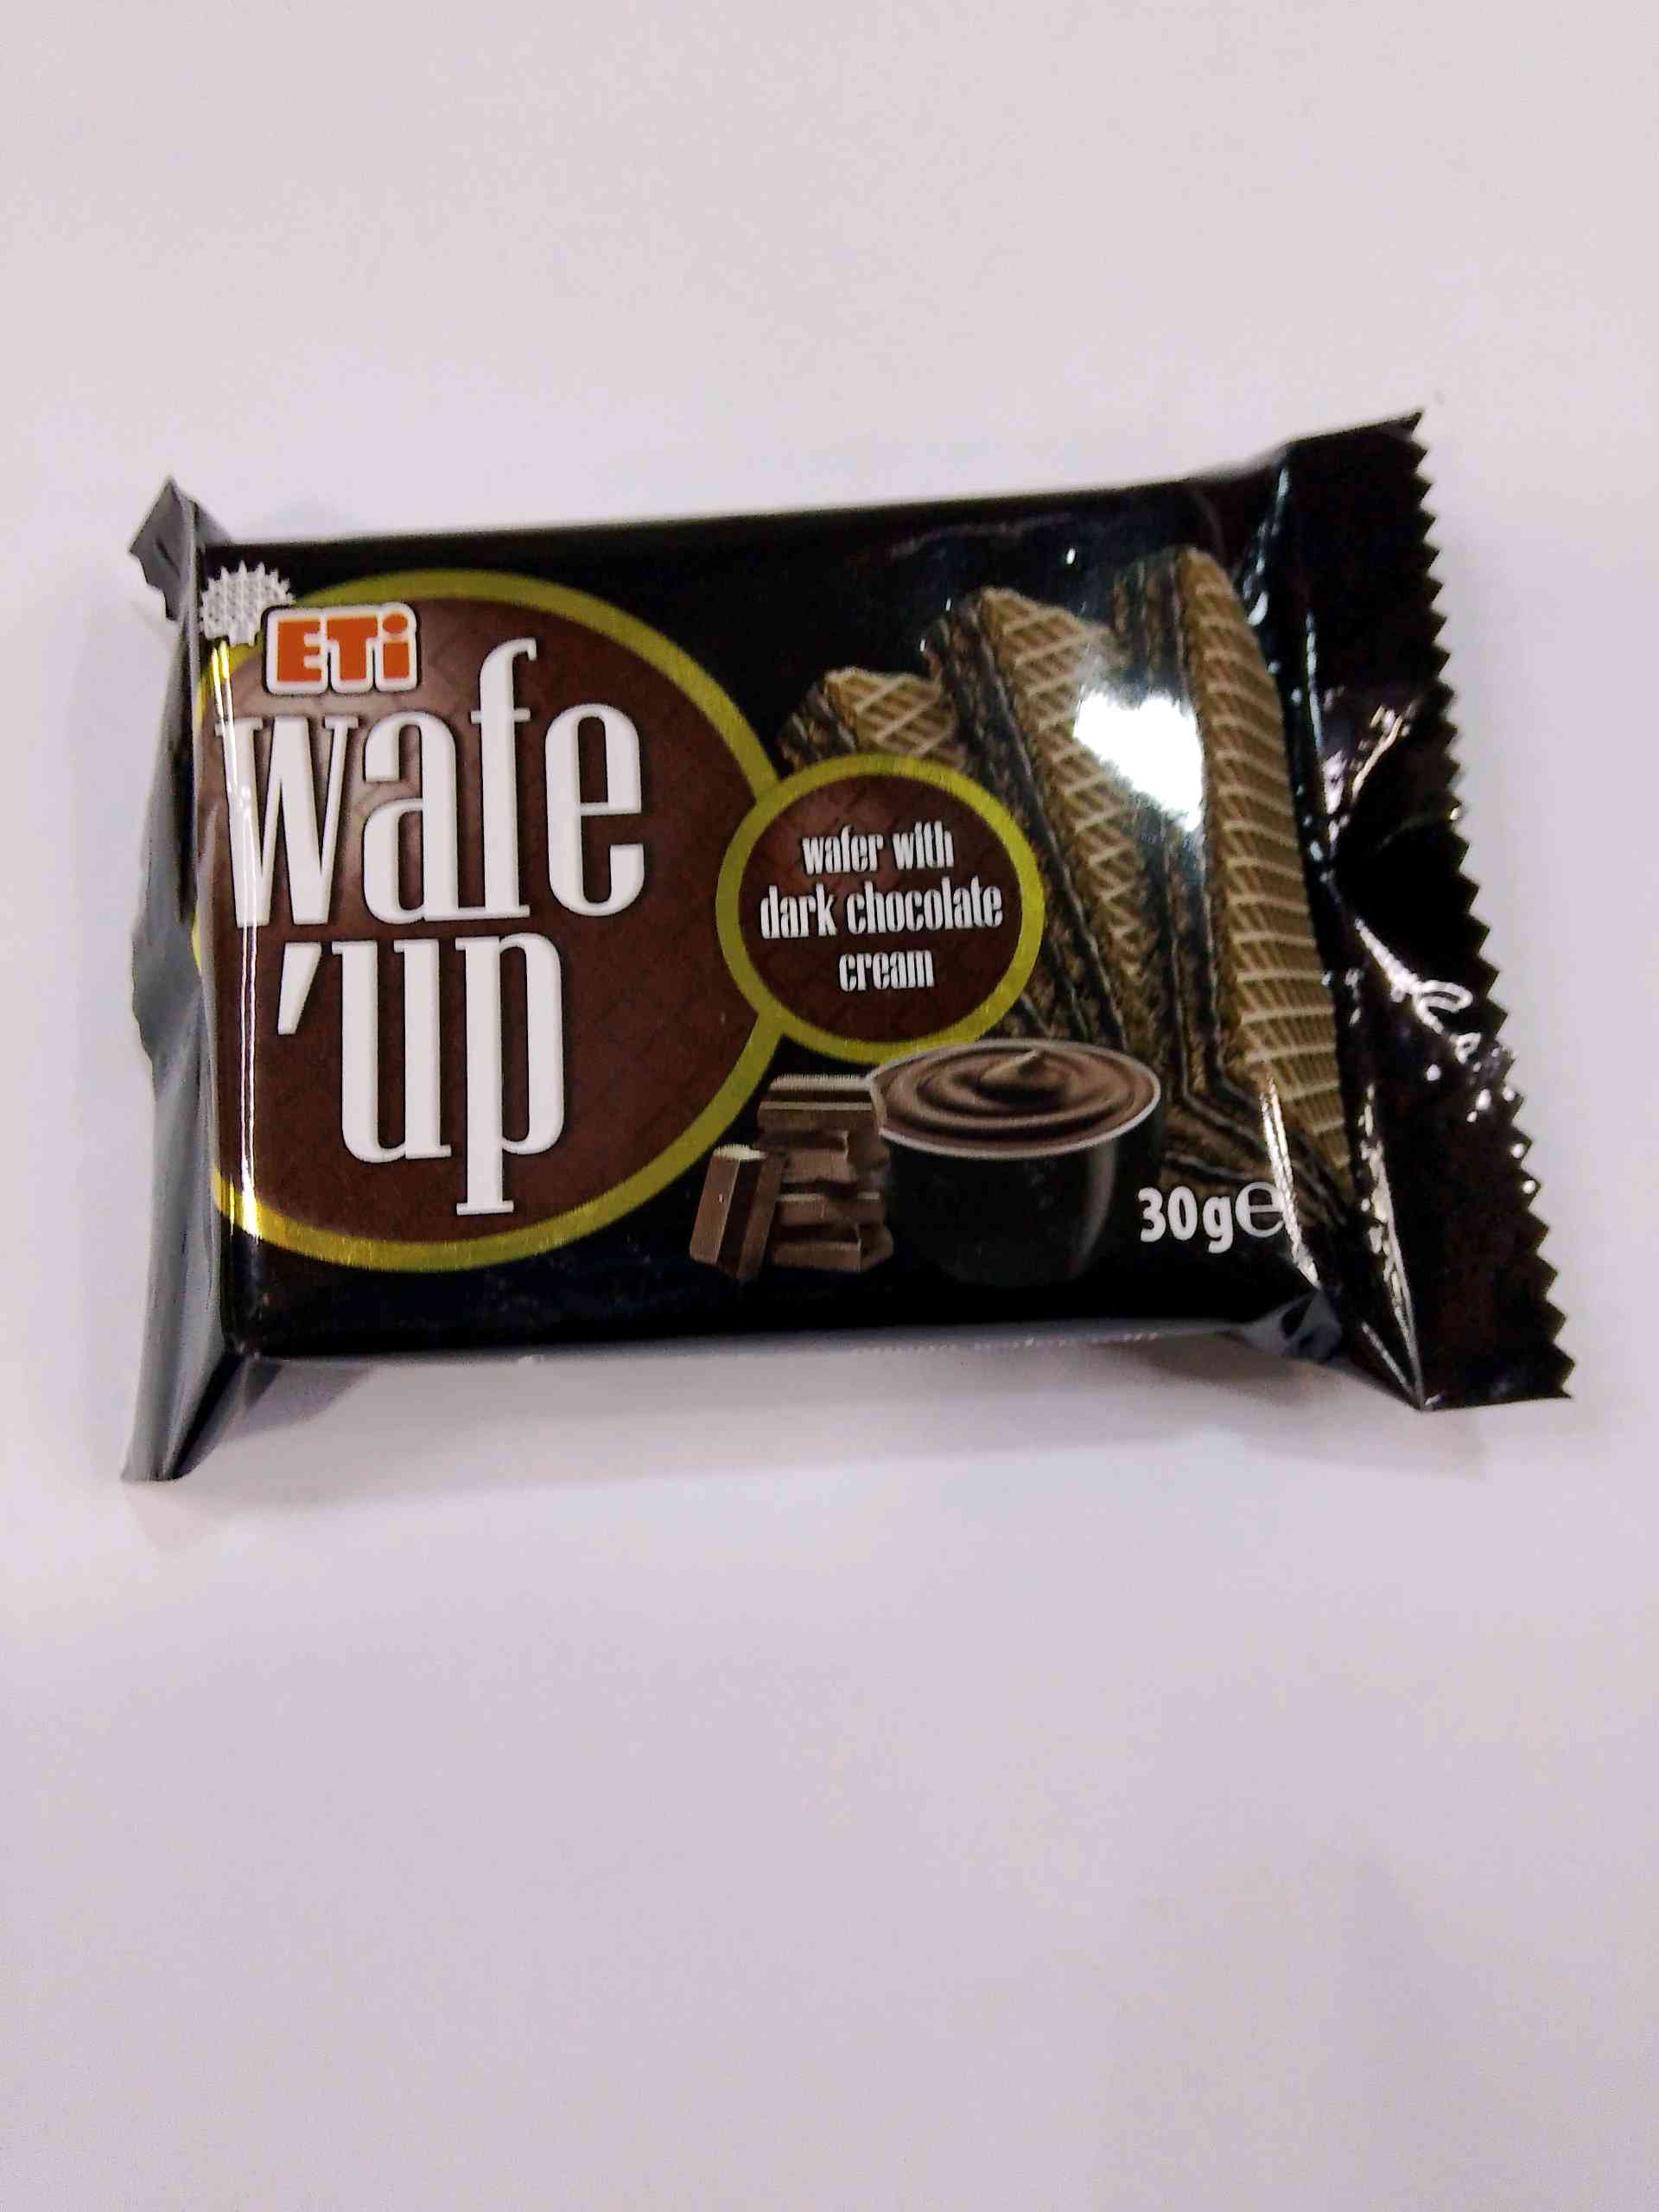 ETi
wafe
'up
wafer with
dark chocolate
cream
30g℮